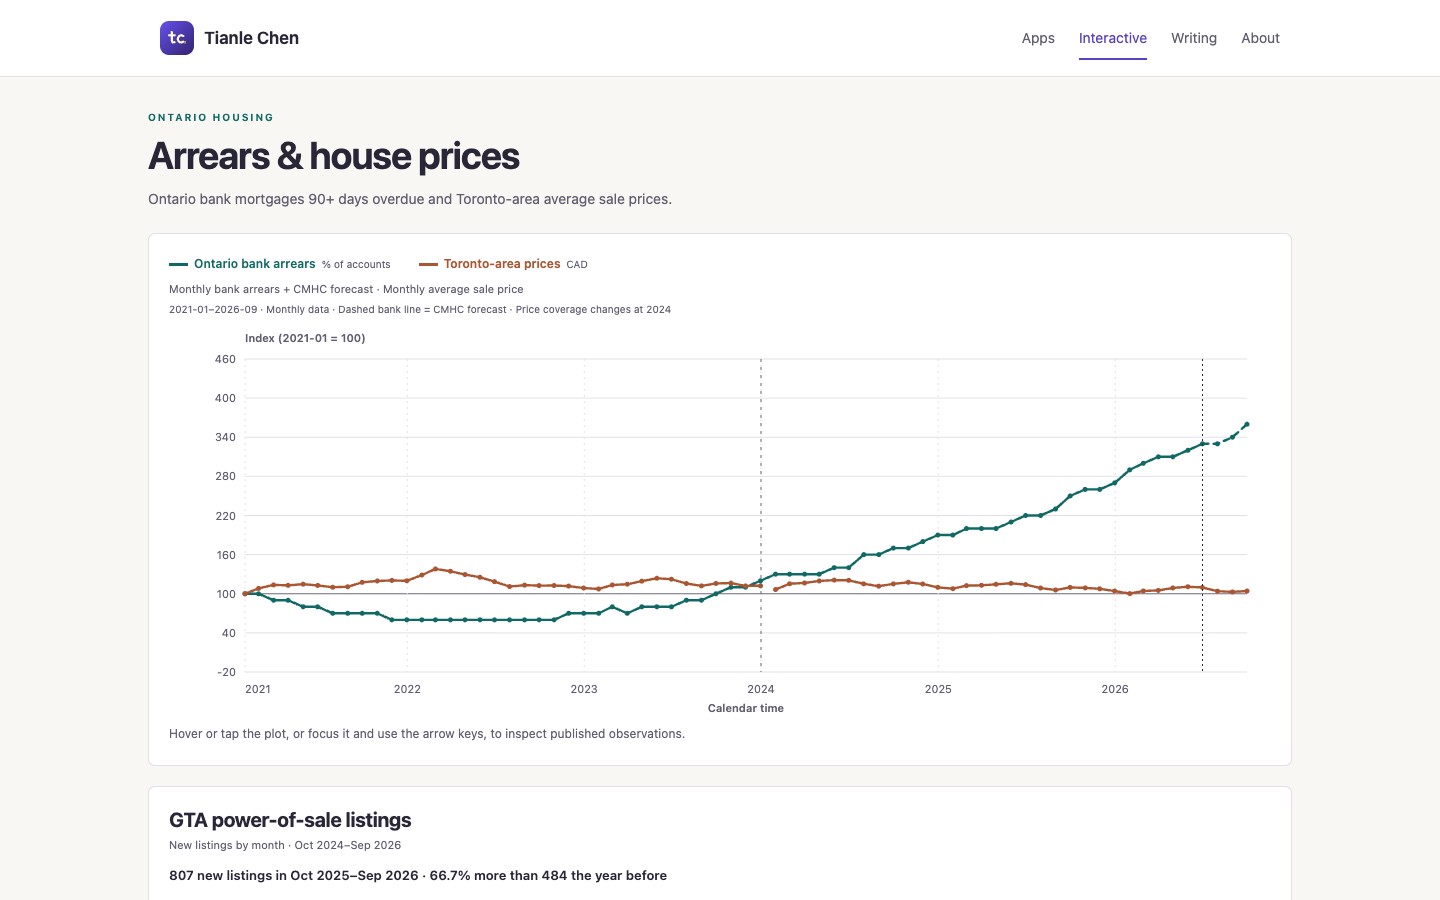 tc
Tianle Chen
Apps Interactive Writing About
ONTARIO HOUSING
Arrears & house prices
Ontario bank mortgages 90+ days overdue and Toronto-area average sale prices.
Ontario bank arrears % of accounts Toronto-area prices CAD
Monthly bank arrears + CMHC forecast · Monthly average sale price
2021-01–2026-09 · Monthly data · Dashed bank line = CMHC forecast · Price coverage changes at 2024
Index (2021-01 = 100)
460
400
340
280
220
160
100
40
-20
2021 2022 2023 2024 2025 2026
Calendar time
Hover or tap the plot, or focus it and use the arrow keys, to inspect published observations.
GTA power-of-sale listings
New listings by month · Oct 2024–Sep 2026
807 new listings in Oct 2025–Sep 2026 · 66.7% more than 484 the year before